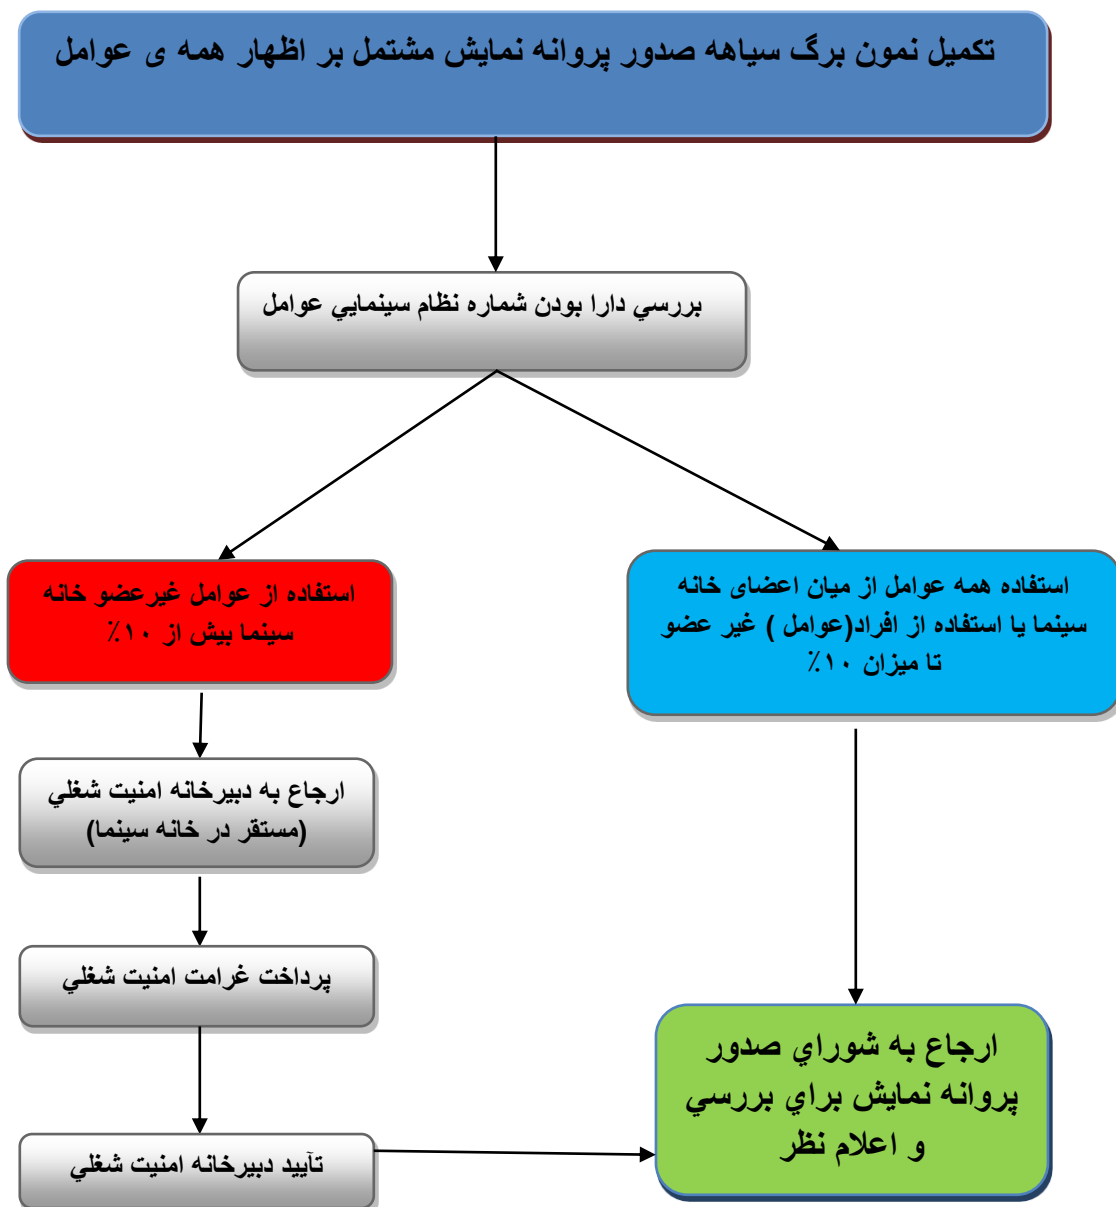 تکمیل نمون برگ سیاهه صدور پروانه نمایش مشتمل بر اظهار همه ی عوامل
بررسي دارا بودن شماره نظام سينمايي عوامل
استفاده همه عوامل از میان اعضای خانه
سینما یا استفاده از افراد(عوامل ) غیر عضو
تا میزان ۱۰٪
استفاده از عوامل غیرعضو خانه
سینما بیش از ۱۰٪
ارجاع به دبيرخانه امنيت شغلي
(مستقر در خانه سينما)
پرداخت غرامت امنيت شغلي
تآييد دبيرخانه امنيت شغلي
ارجاع به شوراي صدور
پروانه نمايش براي بررسي
و اعلام نظر